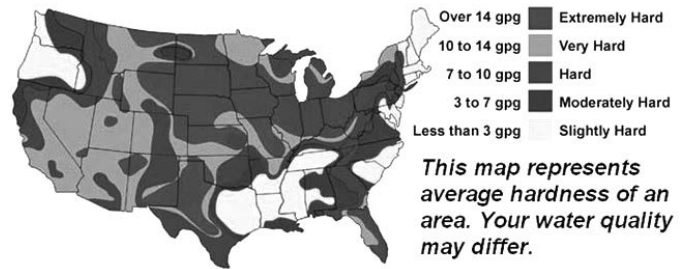 Over 14 gpg Extremely Hard
10 to 14 gpg Very Hard
7 to 10 gpg Hard
3 to 7 gpg Moderately Hard
Less than 3 gpg Slightly Hard
This map represents
average hardness of an
area. Your water quality
may differ.